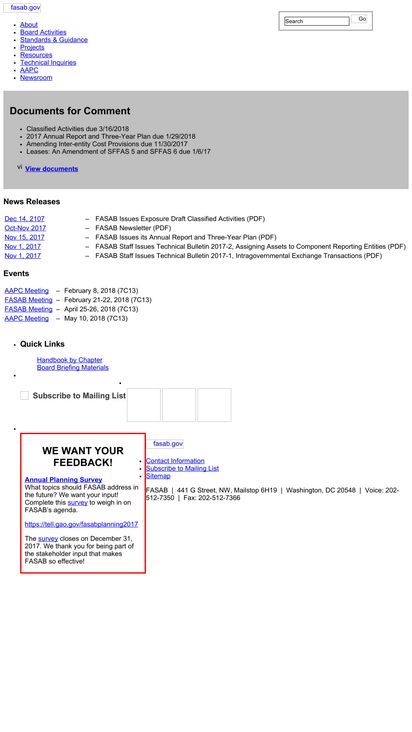 fasab.gov
Search
Go
About
Board Activities
Standards & Guidance
Projects
Resources
Technical Inquiries
AAPC
Newsroom
Documents for Comment
Classified Activities due 3/16/2018
2017 Annual Report and Three-Year Plan due 1/29/2018
Amending Inter-entity Cost Provisions due 11/30/2017
Leases: An Amendment of SFFAS 5 and SFFAS 6 due 1/6/17
vi View documents
News Releases
Dec 14, 2107 – FASAB Issues Exposure Draft Classified Activities (PDF)
Oct-Nov 2017 – FASAB Newsletter (PDF)
Nov 15, 2017 – FASAB Issues its Annual Report and Three-Year Plan (PDF)
Nov 1, 2017 – FASAB Staff Issues Technical Bulletin 2017-2, Assigning Assets to Component Reporting Entities (PDF)
Nov 1, 2017 – FASAB Staff Issues Technical Bulletin 2017-1, Intragovernmental Exchange Transactions (PDF)
Events
AAPC Meeting – February 8, 2018 (7C13)
FASAB Meeting – February 21-22, 2018 (7C13)
FASAB Meeting – April 25-26, 2018 (7C13)
AAPC Meeting – May 10, 2018 (7C13)
Quick Links
Handbook by Chapter
Board Briefing Materials
Subscribe to Mailing List
WE WANT YOUR
FEEDBACK!
Annual Planning Survey
What topics should FASAB address in
the future? We want your input!
Complete this survey to weigh in on
FASAB's agenda.
https://tell.gao.gov/fasabplanning2017
The survey closes on December 31,
2017. We thank you for being part of
the stakeholder input that makes
FASAB so effective!
fasab.gov
Contact Information
Subscribe to Mailing List
Sitemap
FASAB | 441 G Street, NW, Mailstop 6H19 | Washington, DC 20548 | Voice: 202-
512-7350 | Fax: 202-512-7366